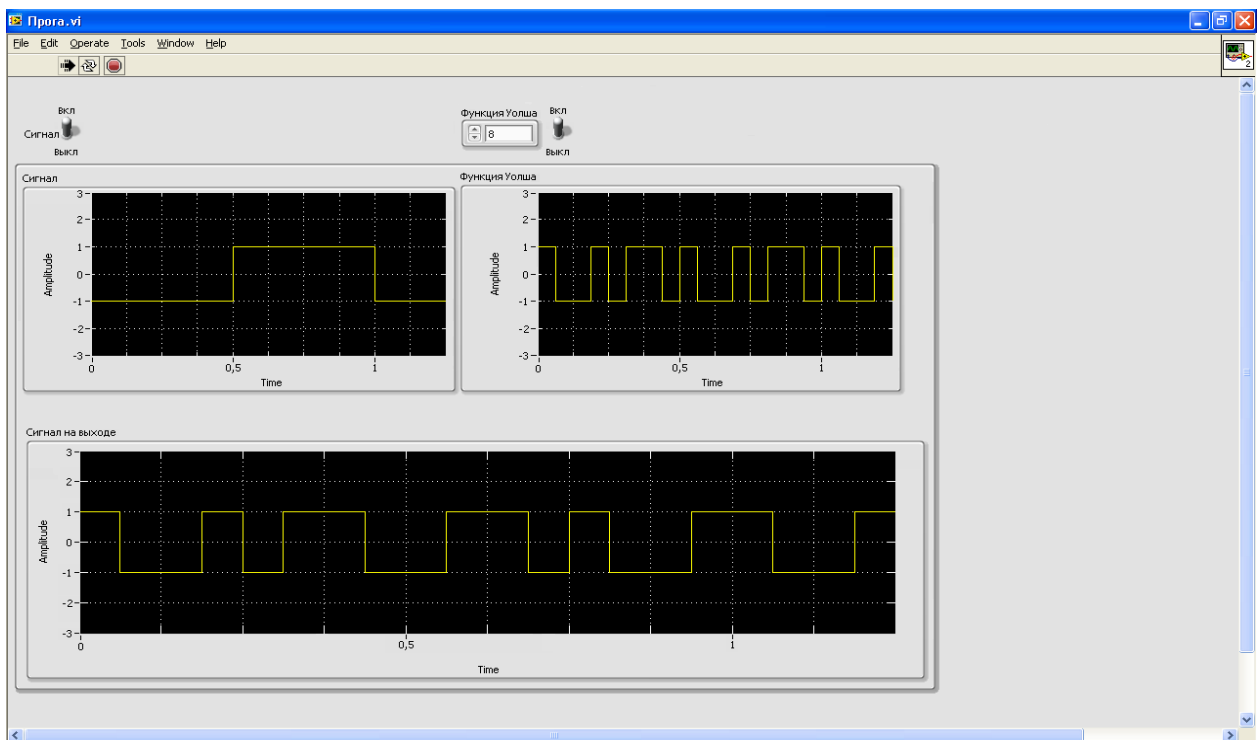 Прога.vi
File Edit Operate Tools Window Help
2
Вкл
Сигнал
Выкл
Функция Уолша
8
Вкл
Выкл
Сигнал
3
2
1
0
-1
-2
-3
Amplitude
0 0,5 1
Time
Функция Уолша
3
2
1
0
-1
-2
-3
Amplitude
0 0,5 1
Time
Сигнал на выходе
3
2
1
0
-1
-2
-3
Amplitude
0 0,5 1
Time